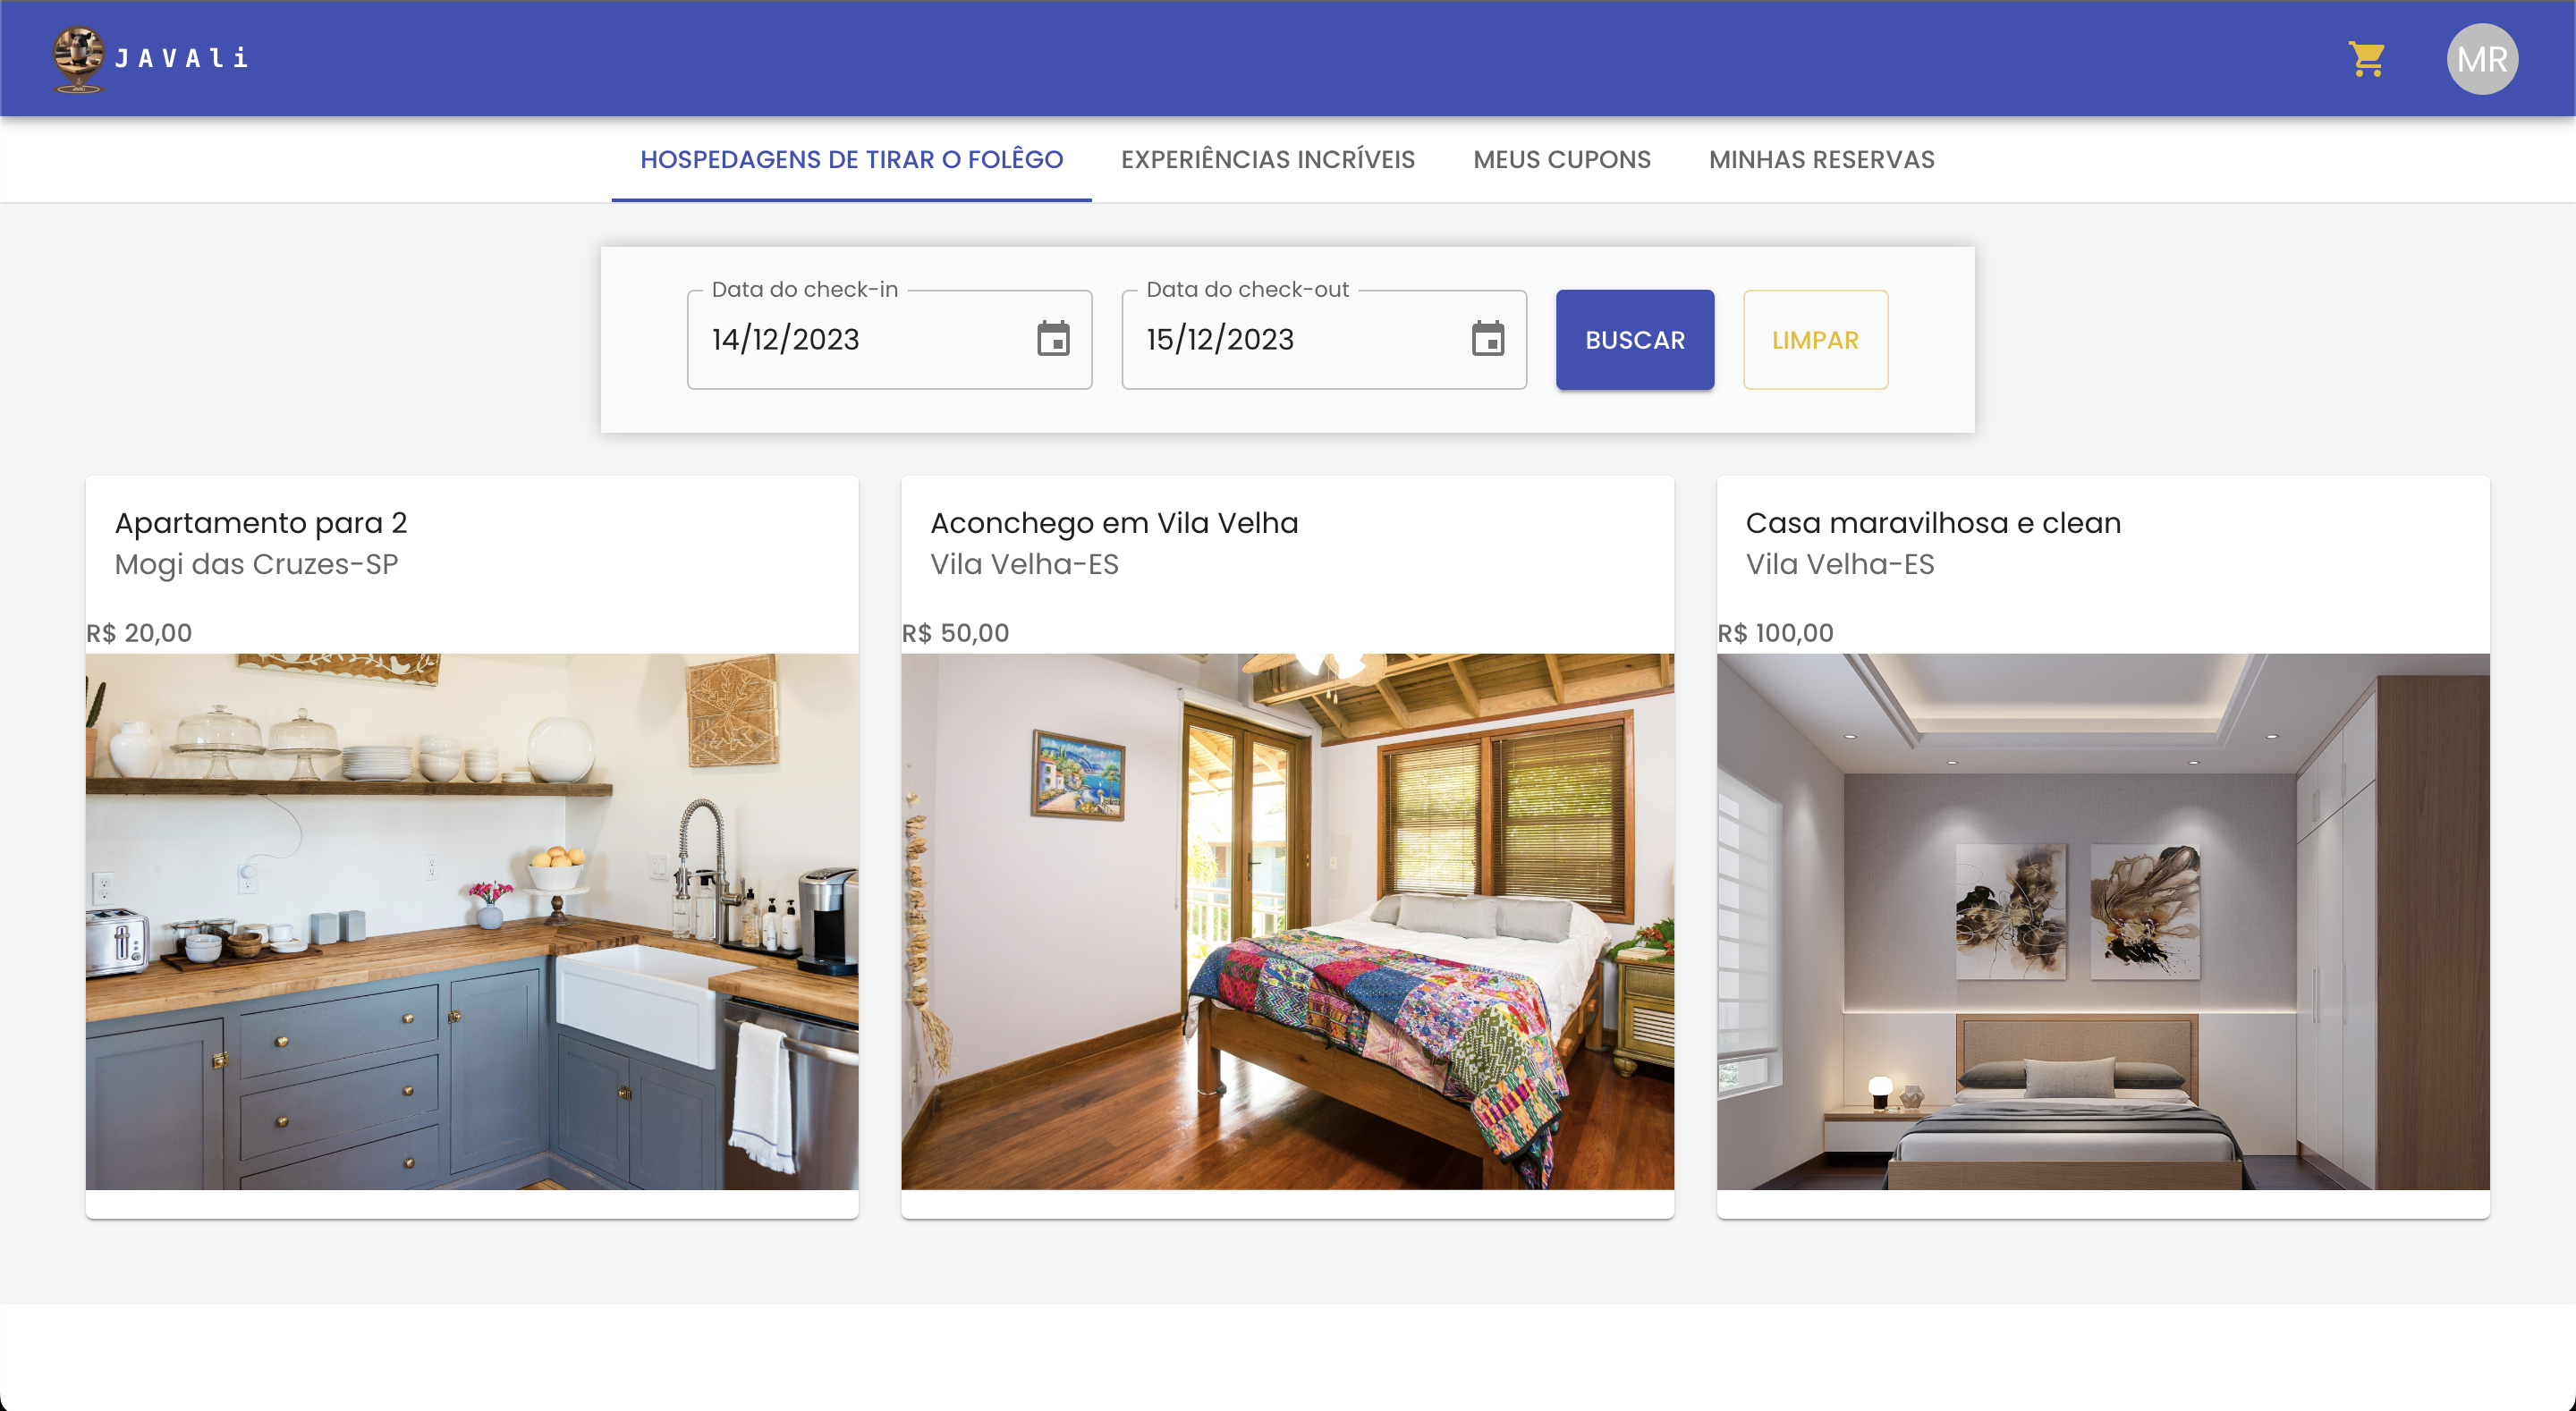 JAVAli
MR
HOSPEDAGENS DE TIRAR O FOLÊGO
EXPERIÊNCIAS INCRÍVEIS
MEUS CUPONS
MINHAS RESERVAS
Data do check-in
14/12/2023
Data do check-out
15/12/2023
BUSCAR
LIMPAR
Apartamento para 2
Mogi das Cruzes-SP
R$ 20,00
Aconchego em Vila Velha
Vila Velha-ES
R$ 50,00
Casa maravilhosa e clean
Vila Velha-ES
R$ 100,00